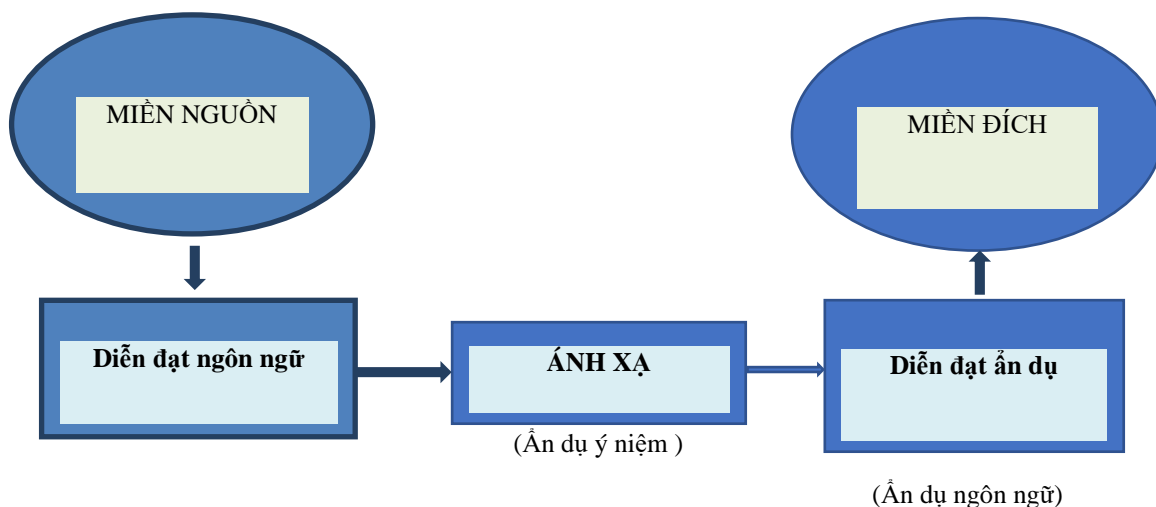 MIỀN NGUỒN
MIỀN ĐÍCH
Diễn đạt ngôn ngữ
ÁNH XẠ
Diễn đạt ẩn dụ
(Ẩn dụ ý niệm )
(Ẩn dụ ngôn ngữ)